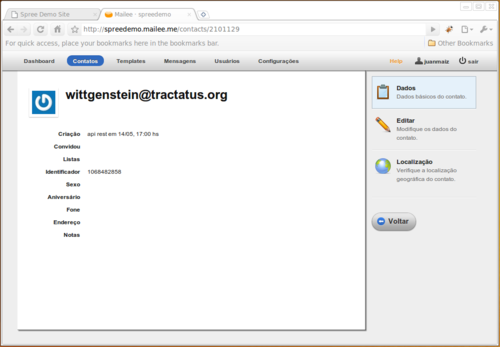 Spree Demo Site
Mailee - spreedemo
http://spreedemo.mailee.me/contacts/2101129
For quick access, place your bookmarks here in the bookmarks bar.
Other Bookmarks
Dashboard Contatos Templates Mensagens Usuários Configurações Help juanmaiz sair
wittgenstein@tractatus.org
Criação api rest em 14/05, 17:00 hs
Convidou
Listas
Identificador 1068482858
Sexo
Aniversário
Fone
Endereço
Notas
Dados
Dados básicos do contato.
Editar
Modifique os dados do
contato.
Localização
Verifique a localização
geográfica do contato.
Voltar